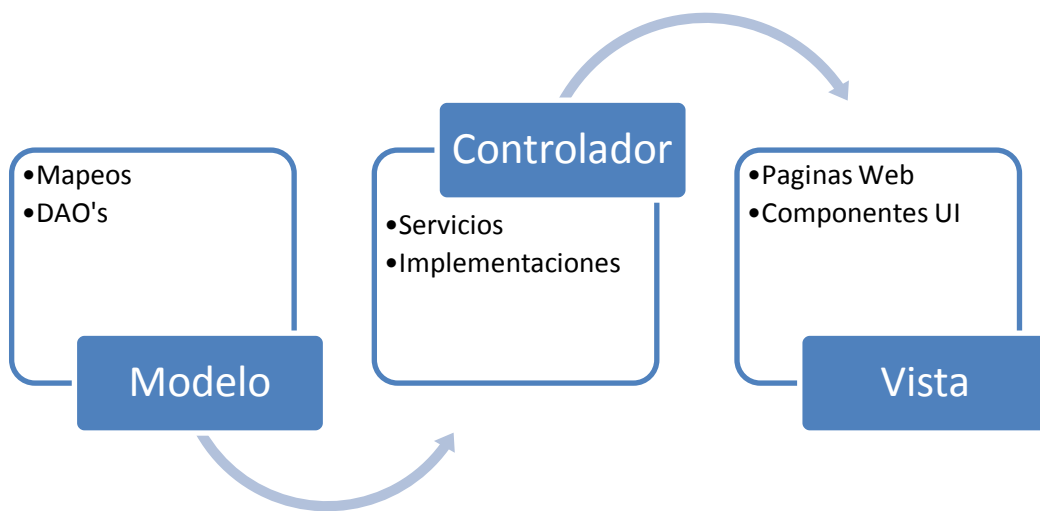 •Mapeos
•DAO's
Modelo
Controlador
•Servicios
•Implementaciones
•Paginas Web
•Componentes UI
Vista